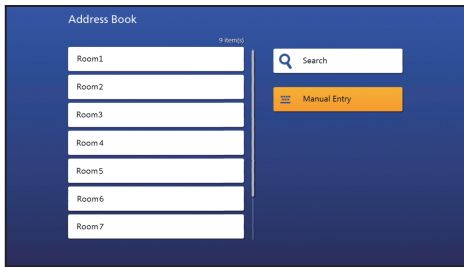 Address Book
9 item(s)
Room1
Room2
Room3
Room4
Room5
Room6
Room7
Search
Manual Entry